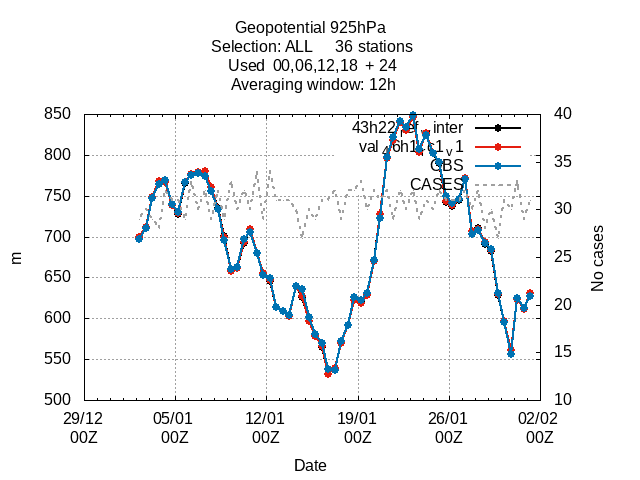 Geopotential 925hPa
Selection: ALL 36 stations
Used 00,06,12,18 + 24
Averaging window: 12h
850
800
750
700
650
600
550
500
40
35
30
25
20
15
10
inter
OBS
CASES
m
No cases
29/12 00Z
05/01 00Z
12/01 00Z
19/01 00Z
26/01 00Z
02/02 00Z
Date